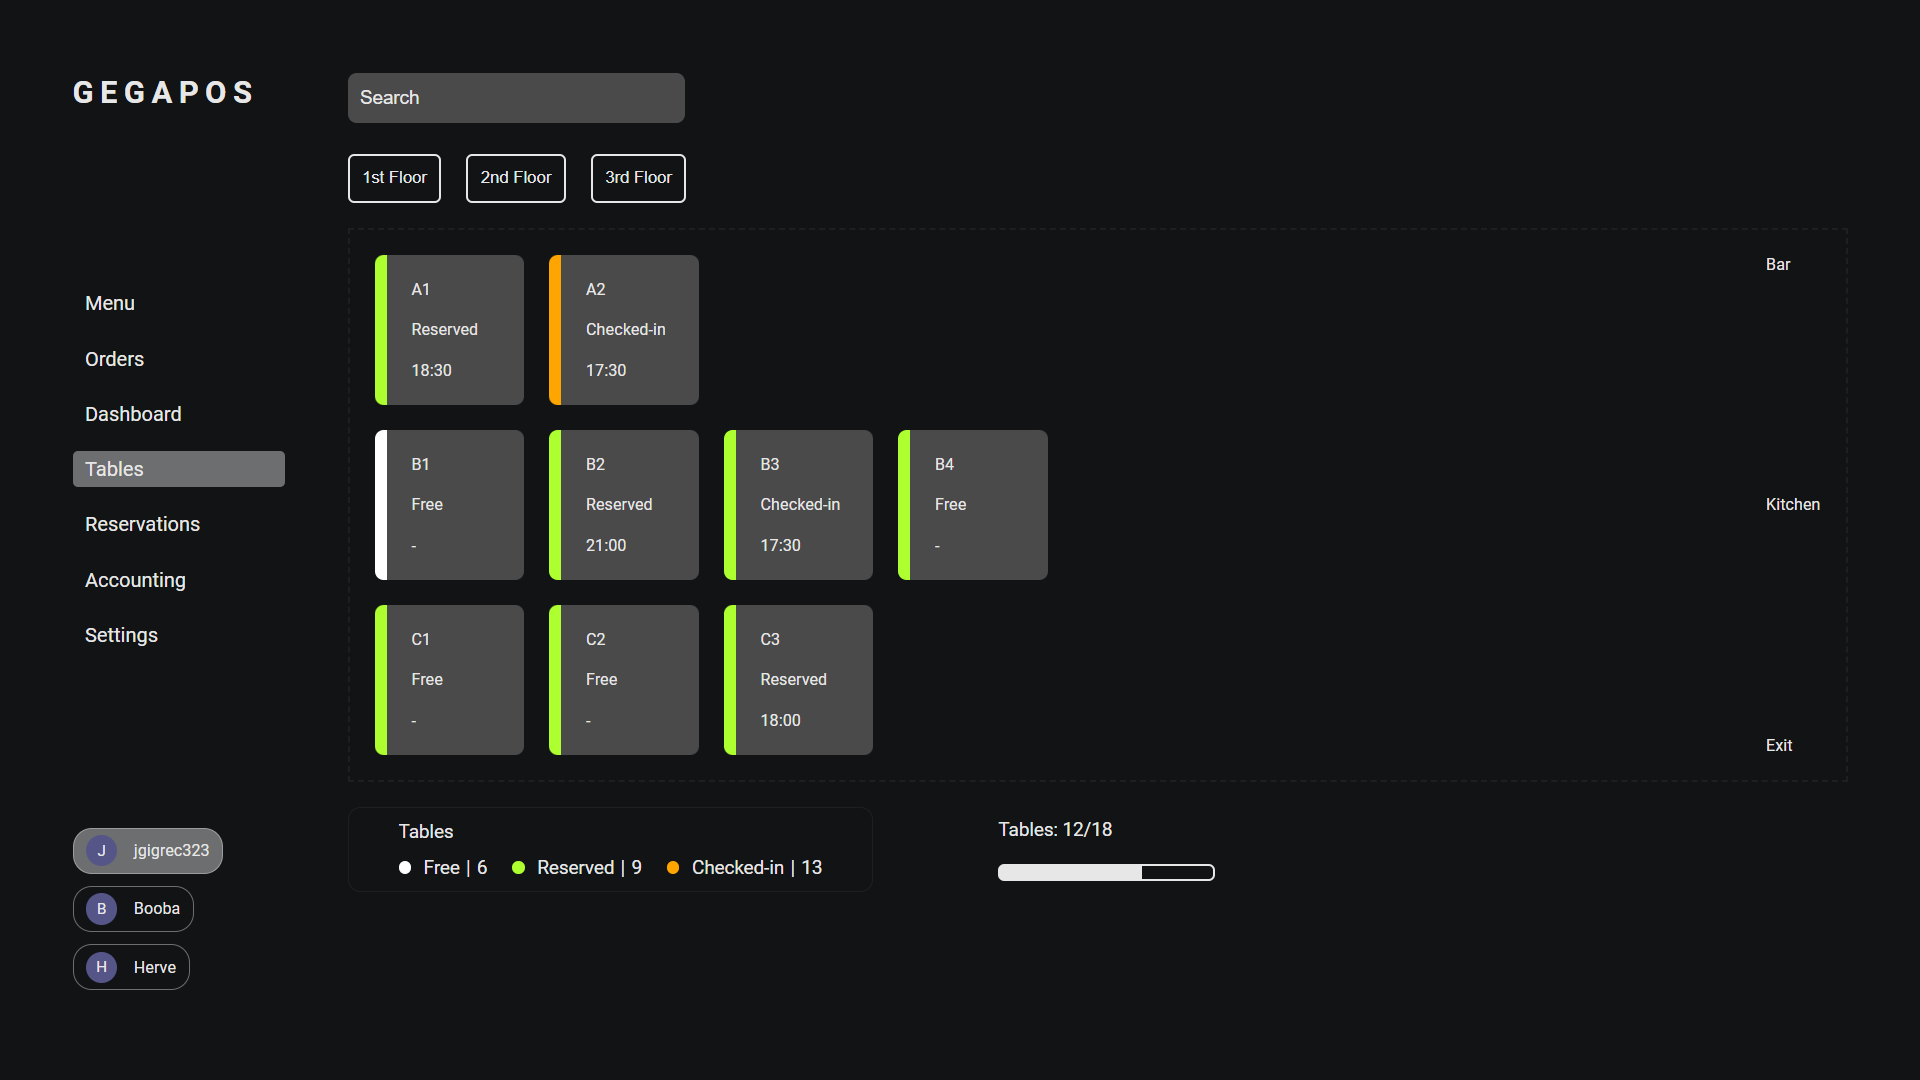 GEGAPOS
Search
1st Floor
2nd Floor
3rd Floor
Menu
Orders
Dashboard
Tables
Reservations
Accounting
Settings
A1
Reserved
18:30
A2
Checked-in
17:30
Bar
B1
Free
-
B2
Reserved
21:00
B3
Checked-in
17:30
B4
Free
-
Kitchen
C1
Free
-
C2
Free
-
C3
Reserved
18:00
Exit
Tables
Free | 6
Reserved | 9
Checked-in | 13
Tables: 12/18
J jgigrec323
B Booba
H Herve